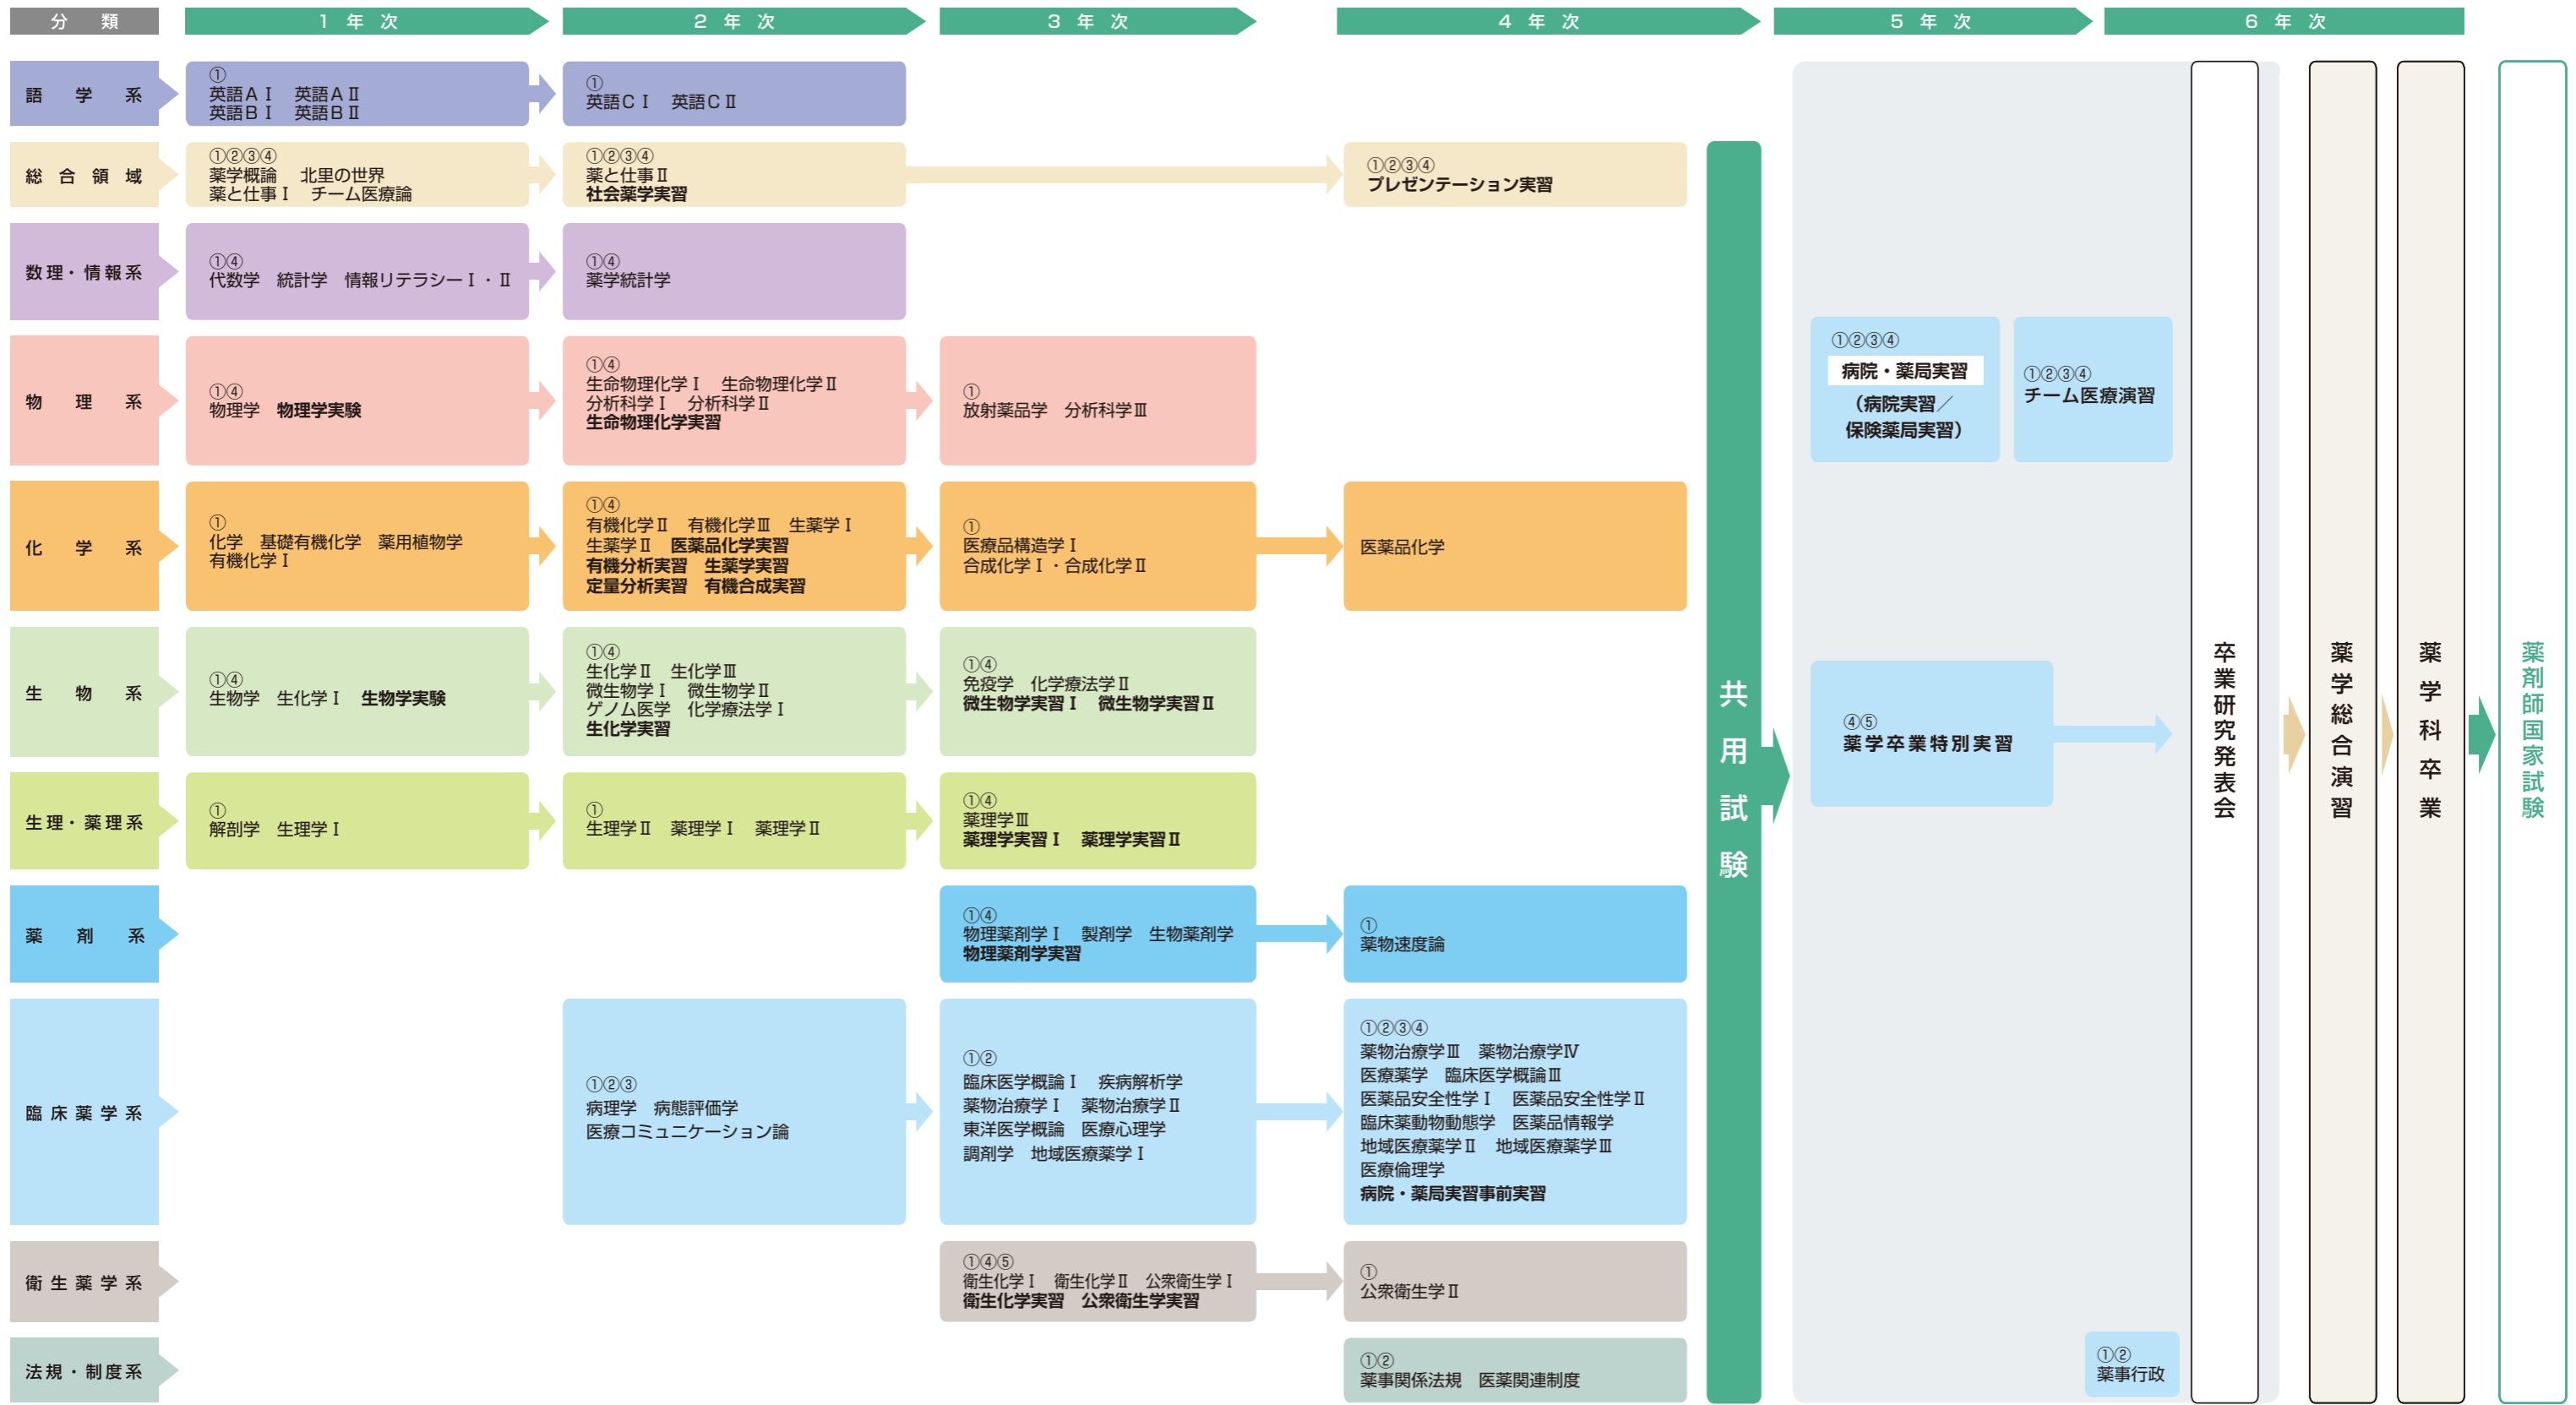 分　類
1　年　次
2　年　次
3　年　次
4　年　次
5　年　次
6　年　次
語　学　系
①
英語AⅠ　英語AⅡ
英語BⅠ　英語BⅡ
①
英語CⅠ　英語CⅡ
総合領域
①②③④
薬学概論　北里の世界
薬と仕事Ⅰ　チーム医療論
①②③④
薬と仕事Ⅱ
社会薬学実習
①②③④
プレゼンテーション実習
数理・情報系
①④
代数学　統計学　情報リテラシーⅠ・Ⅱ
①④
薬学統計学
物　理　系
①④
物理学　物理学実験
①④
生命物理化学Ⅰ　生命物理化学Ⅱ
分析科学Ⅰ　分析科学Ⅱ
生命物理化学実習
①
放射薬品学　分析科学Ⅲ
化　学　系
①
化学　基礎有機化学　薬用植物学
有機化学Ⅰ
①④
有機化学Ⅱ　有機化学Ⅲ　生薬学Ⅰ
生薬学Ⅱ　医薬品化学実習
有機分析実習　生薬学実習
定量分析実習　有機合成実習
①
医療品構造学Ⅰ
合成化学Ⅰ・合成化学Ⅱ
医薬品化学
生　物　系
①④
生物学　生化学Ⅰ　生物学実験
①④
生化学Ⅱ　生化学Ⅲ
微生物学Ⅰ　微生物学Ⅱ
ゲノム医学　化学療法学Ⅰ
生化学実習
①④
免疫学　化学療法学Ⅱ
微生物学実習Ⅰ　微生物学実習Ⅱ
生理・薬理系
①
解剖学　生理学Ⅰ
①
生理学Ⅱ　薬理学Ⅰ　薬理学Ⅱ
①④
薬理学Ⅲ
薬理学実習Ⅰ　薬理学実習Ⅱ
薬　剤　系
①④
物理薬剤学Ⅰ　製剤学　生物薬剤学
物理薬剤学実習
①
薬物速度論
臨床薬学系
①②③
病理学　病態評価学
医療コミュニケーション論
①②
臨床医学概論Ⅰ　疾病解析学
薬物治療学Ⅰ　薬物治療学Ⅱ
東洋医学概論　医療心理学
調剤学　地域医療薬学Ⅰ
①②③④
薬物治療学Ⅲ　薬物治療学Ⅳ
医療薬学　臨床医学概論Ⅲ
医薬品安全性学Ⅰ　医薬品安全性学Ⅱ
臨床薬動物動態学　医薬品情報学
地域医療薬学Ⅱ　地域医療薬学Ⅲ
医療倫理学
病院・薬局実習事前実習
衛生薬学系
①④⑤
衛生化学Ⅰ　衛生化学Ⅱ　公衆衛生学Ⅰ
衛生化学実習　公衆衛生学実習
①
公衆衛生学Ⅱ
法規・制度系
①②
薬事関係法規　医薬関連制度
共用試験
①②③④
病院・薬局実習
（病院実習／
保険薬局実習）
①②③④
チーム医療演習
④⑤
薬学卒業特別実習
①②
薬事行政
卒業研究発表会
薬学総合演習
薬学科卒業
薬剤師国家試験